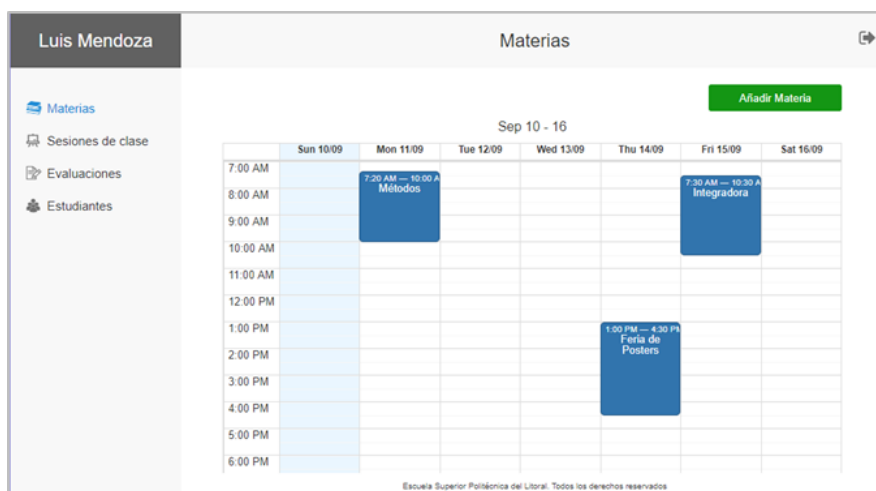 Luis Mendoza
Materias
Materias
Sesiones de clase
Evaluaciones
Estudiantes
Añadir Materia
Sep 10 - 16
Sun 10/09 Mon 11/09 Tue 12/09 Wed 13/09 Thu 14/09 Fri 15/09 Sat 16/09
7:00 AM
7:20 AM — 10:00 A
Métodos
7:30 AM — 10:30 A
Integradora
8:00 AM
9:00 AM
10:00 AM
11:00 AM
12:00 PM
1:00 PM
1:00 PM — 4:30 PM
Feria de
Posters
2:00 PM
3:00 PM
4:00 PM
5:00 PM
6:00 PM
Escuela Superior Politécnica del Litoral. Todos los derechos reservados